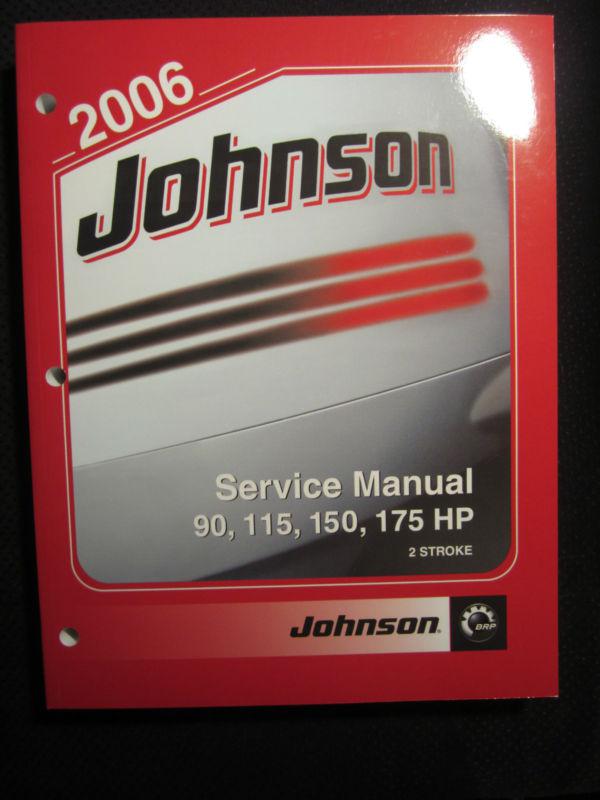 2006
Johnson
Service Manual
90, 115, 150, 175 HP
2 STROKE
Johnson®
BRP